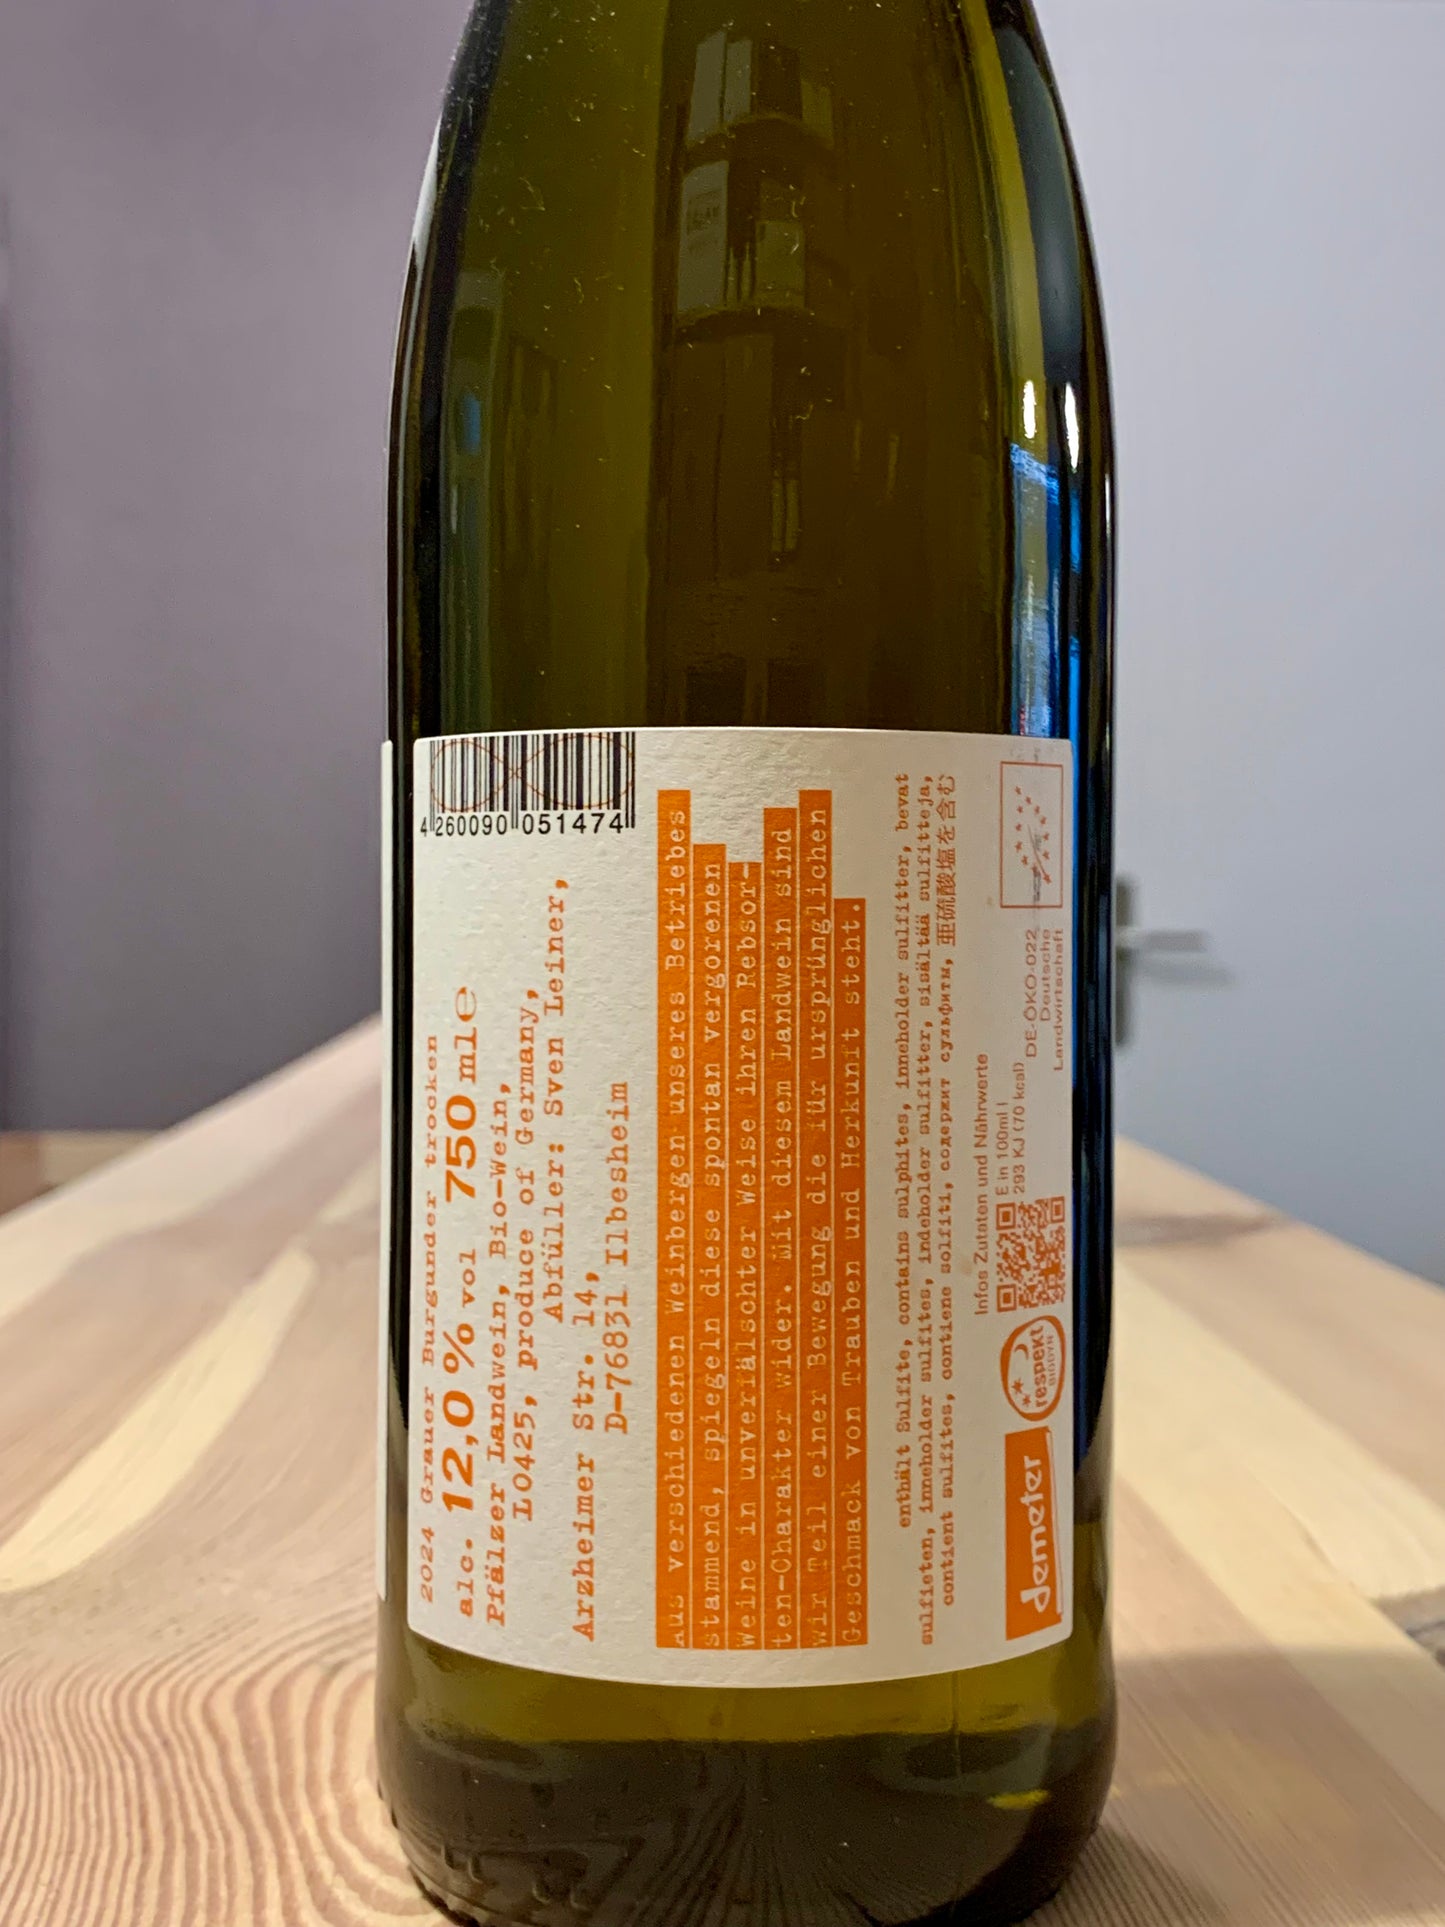 4 260090 051474
2024 Grauer Burgunder trocken
alc. 12,0 % vol 750 ml e
Pfälzer Landwein, Bio-Wein,
L0425, produce of Germany,
Abfüller: Sven Leiner,
Arzheimer Str. 14,
D-76831 Ilbesheim
Aus verschiedenen Weinbergen unseres Betriebes
stammend, spiegeln diese spontan vergorenen
Weine in unverfälschter Weise ihren Rebsor-
ten-Charakter wider. Mit diesem Landwein sind
wir Teil einer Bewegung die für ursprünglichen
Geschmack von Trauben und Herkunft steht.
enthält Sulfite, contains sulphites, inneholder sulfitter, bevat
sulfieten, inneholder sulfites, indeholder sulfitter, sisältää sulfitteja,
contient sulfites, contiene solfiti, содержит сульфиты, 亜硫酸塩を含む
Infos Zutaten und Nährwerte
E in 100ml |
293 KJ (70 kcal)
DE-ÖKO-022
Deutsche
Landwirtschaft
demeter
respekt
BIODYN